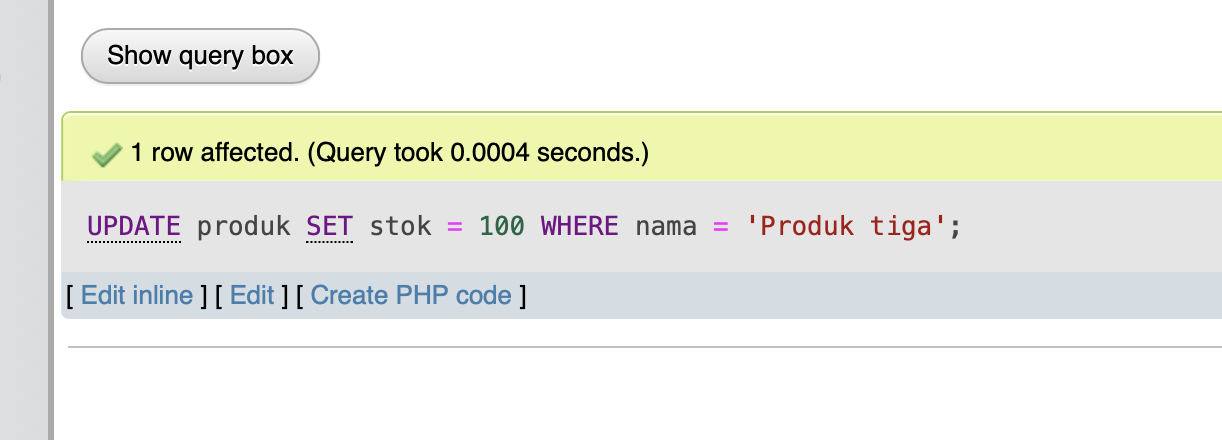 Show query box
1 row affected. (Query took 0.0004 seconds.)
UPDATE produk SET stok = 100 WHERE nama = 'Produk tiga';
[ Edit inline ] [ Edit ] [ Create PHP code ]